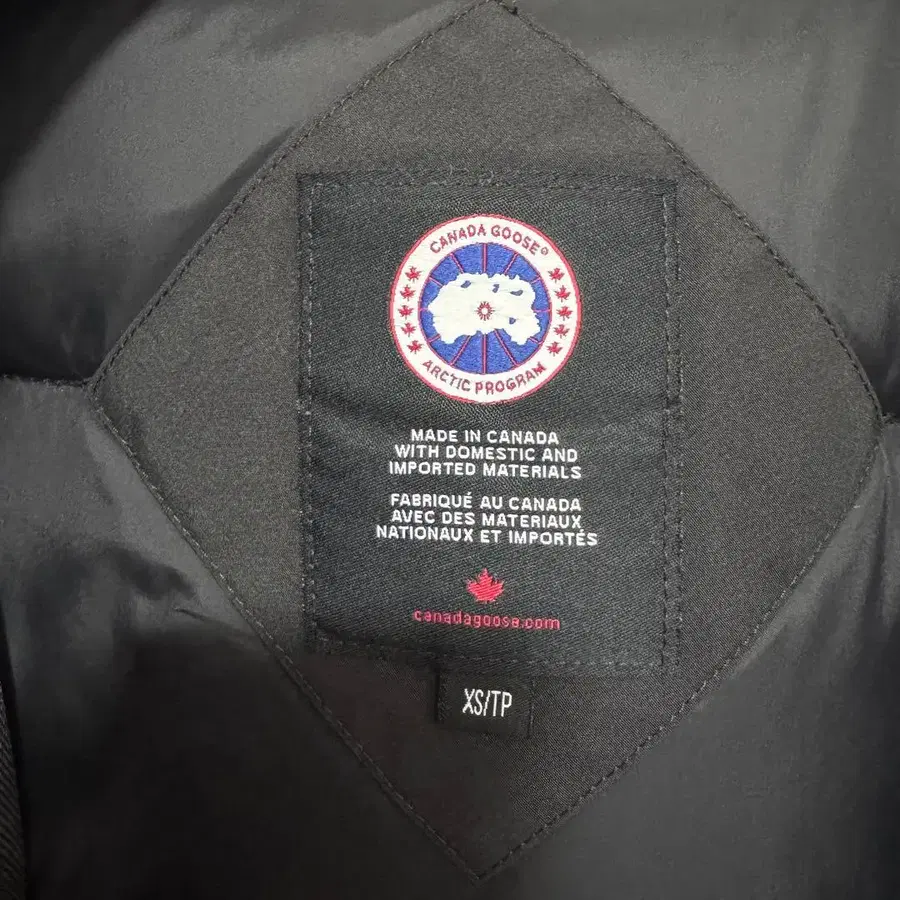 CANADA GOOSE®
ARCTIC PROGRAM
MADE IN CANADA
WITH DOMESTIC AND
IMPORTED MATERIALS
FABRIQUÉ AU CANADA
AVEC DES MATERIAUX
NATIONAUX ET IMPORTÉS
canadagoose.com
XS/TP